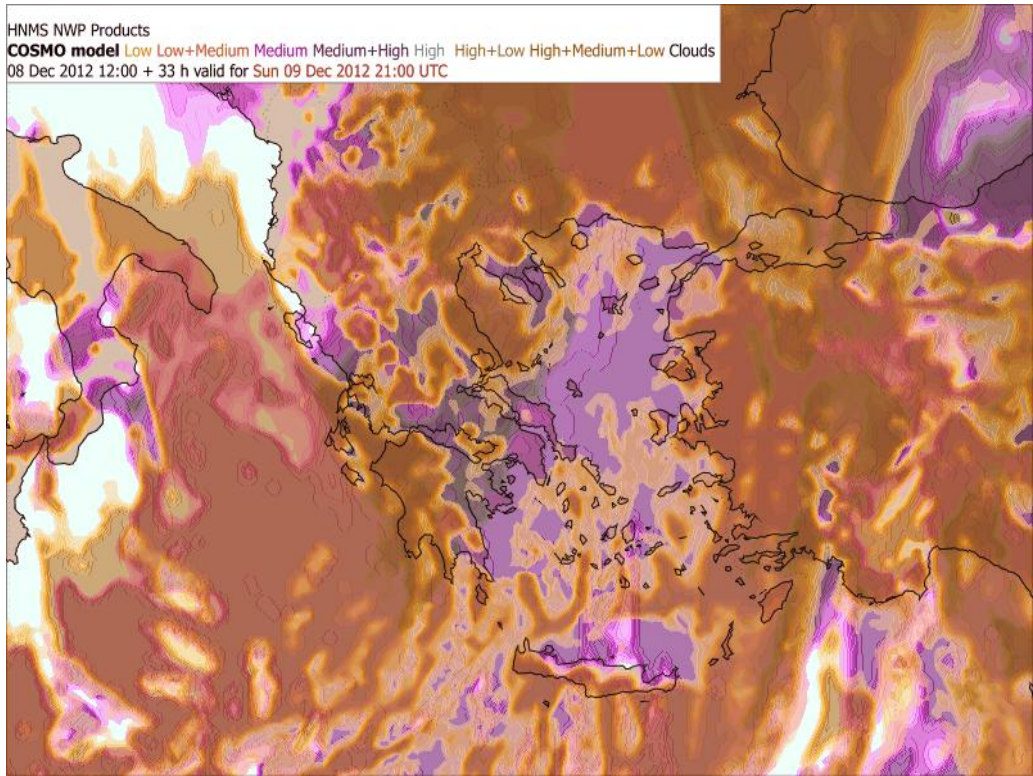 HNMS NWP Products
COSMO model Low Low+Medium Medium Medium+High High High+Low High+Medium+Low Clouds
08 Dec 2012 12:00 + 33 h valid for Sun 09 Dec 2012 21:00 UTC